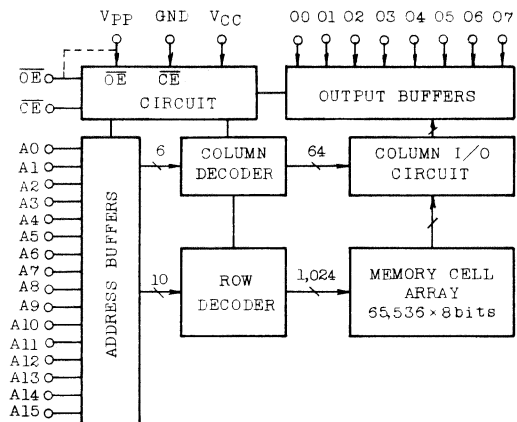 VPP GND VCC O0 O1 O2 O3 O4 O5 O6 O7
OE
CE
OE CE
CIRCUIT
OUTPUT BUFFERS
A0
A1
A2
A3
A4
A5
A6
A7
A8
A9
A10
A11
A12
A13
A14
A15
ADDRESS BUFFERS
6
COLUMN
DECODER
64
COLUMN I/O
CIRCUIT
10
ROW
DECODER
1,024
MEMORY CELL
ARRAY
65,536 × 8bits